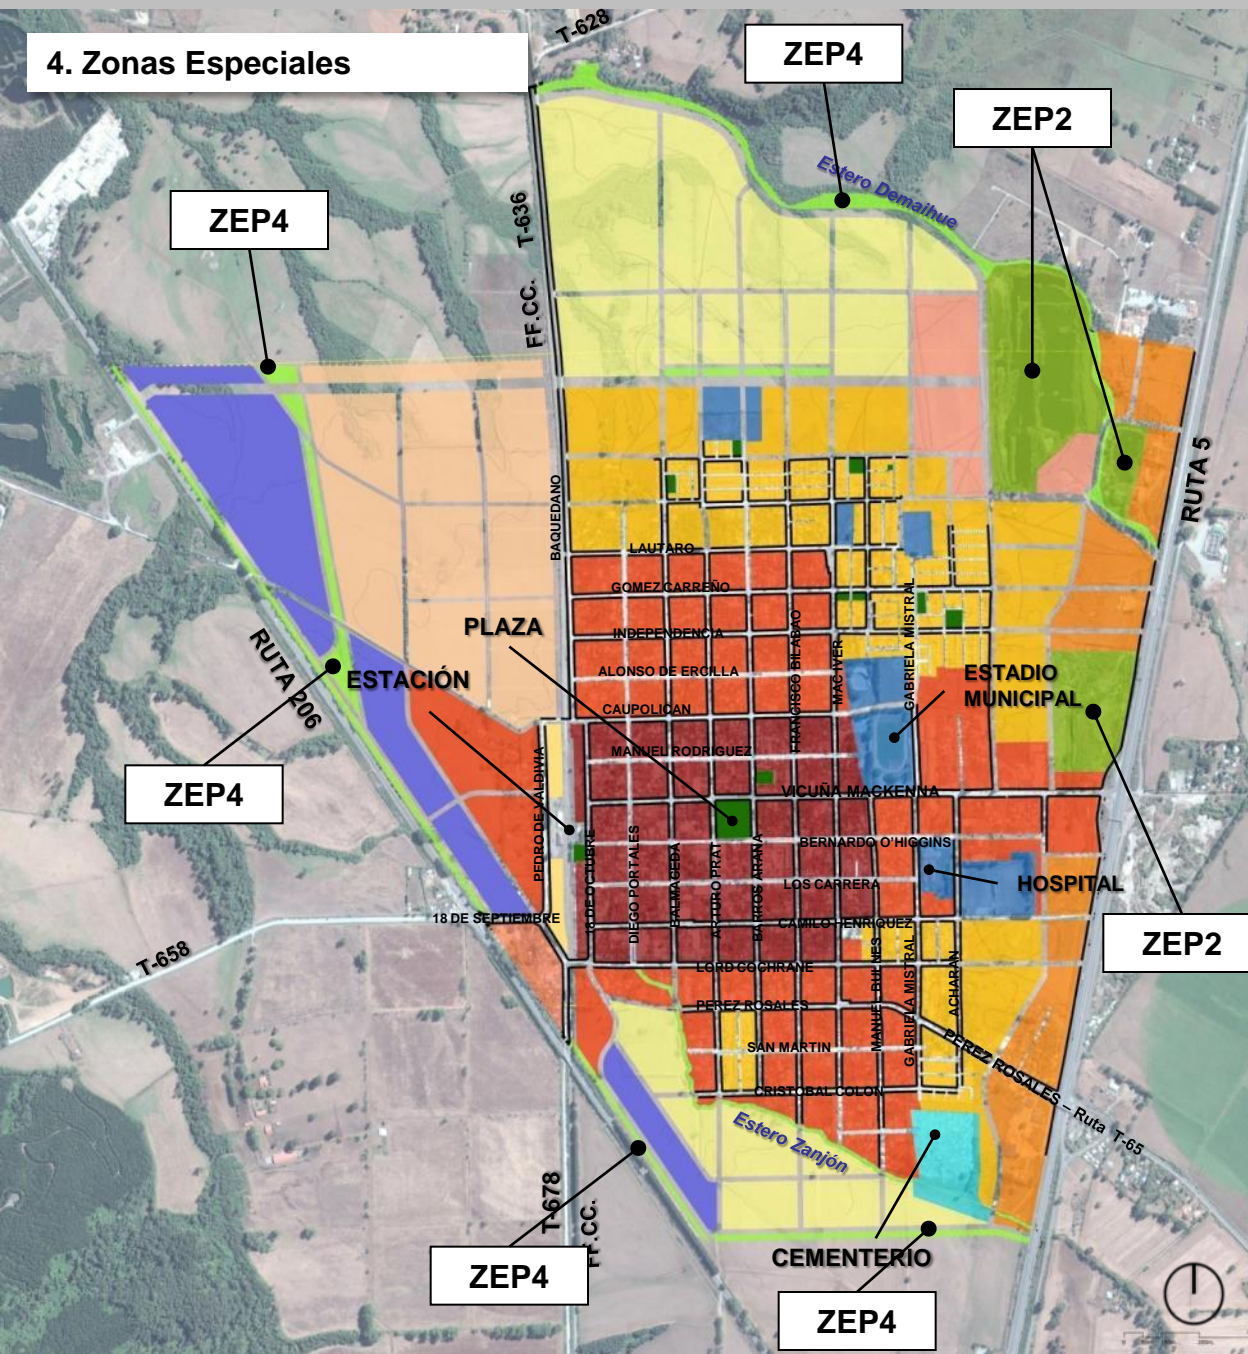 T-628
4. Zonas Especiales
ZEP4
ZEP2
Estero Demaihue
ZEP4
T-636
FF.CC.
RUTA 5
BAQUEDANO
LAUTARO
GOMEZ CARREÑO
INDEPENDENCIA
ALONSO DE ERCILLA
CAUPOLICAN
MANUEL RODRIGUEZ
FRANCISCO BILABAO
MAC IVER
GABRIELA MISTRAL
PLAZA
ESTACIÓN
RUTA 206
ESTADIO
MUNICIPAL
ZEP4
PEDRO DE VALDIVIA
VICUÑA MACKENNA
BERNARDO O'HIGGINS
LOS CARRERA
CAMILO HENRIQUEZ
HOSPITAL
18 DE OCTUBRE
DIEGO PORTALES
BALMACEDA
ARTURO PRAT
BARROS ARANA
18 DE SEPTIEMBRE
T-658
ZEP2
LORD COCHRANE
PEREZ ROSALES
MANUEL BULNES
GABRIELA MISTRAL
ACHARAN
SAN MARTIN
CRISTOBAL COLON
PEREZ ROSALES – Ruta T-65
Estero Zanjón
T-678
FF.CC.
CEMENTERIO
ZEP4
ZEP4